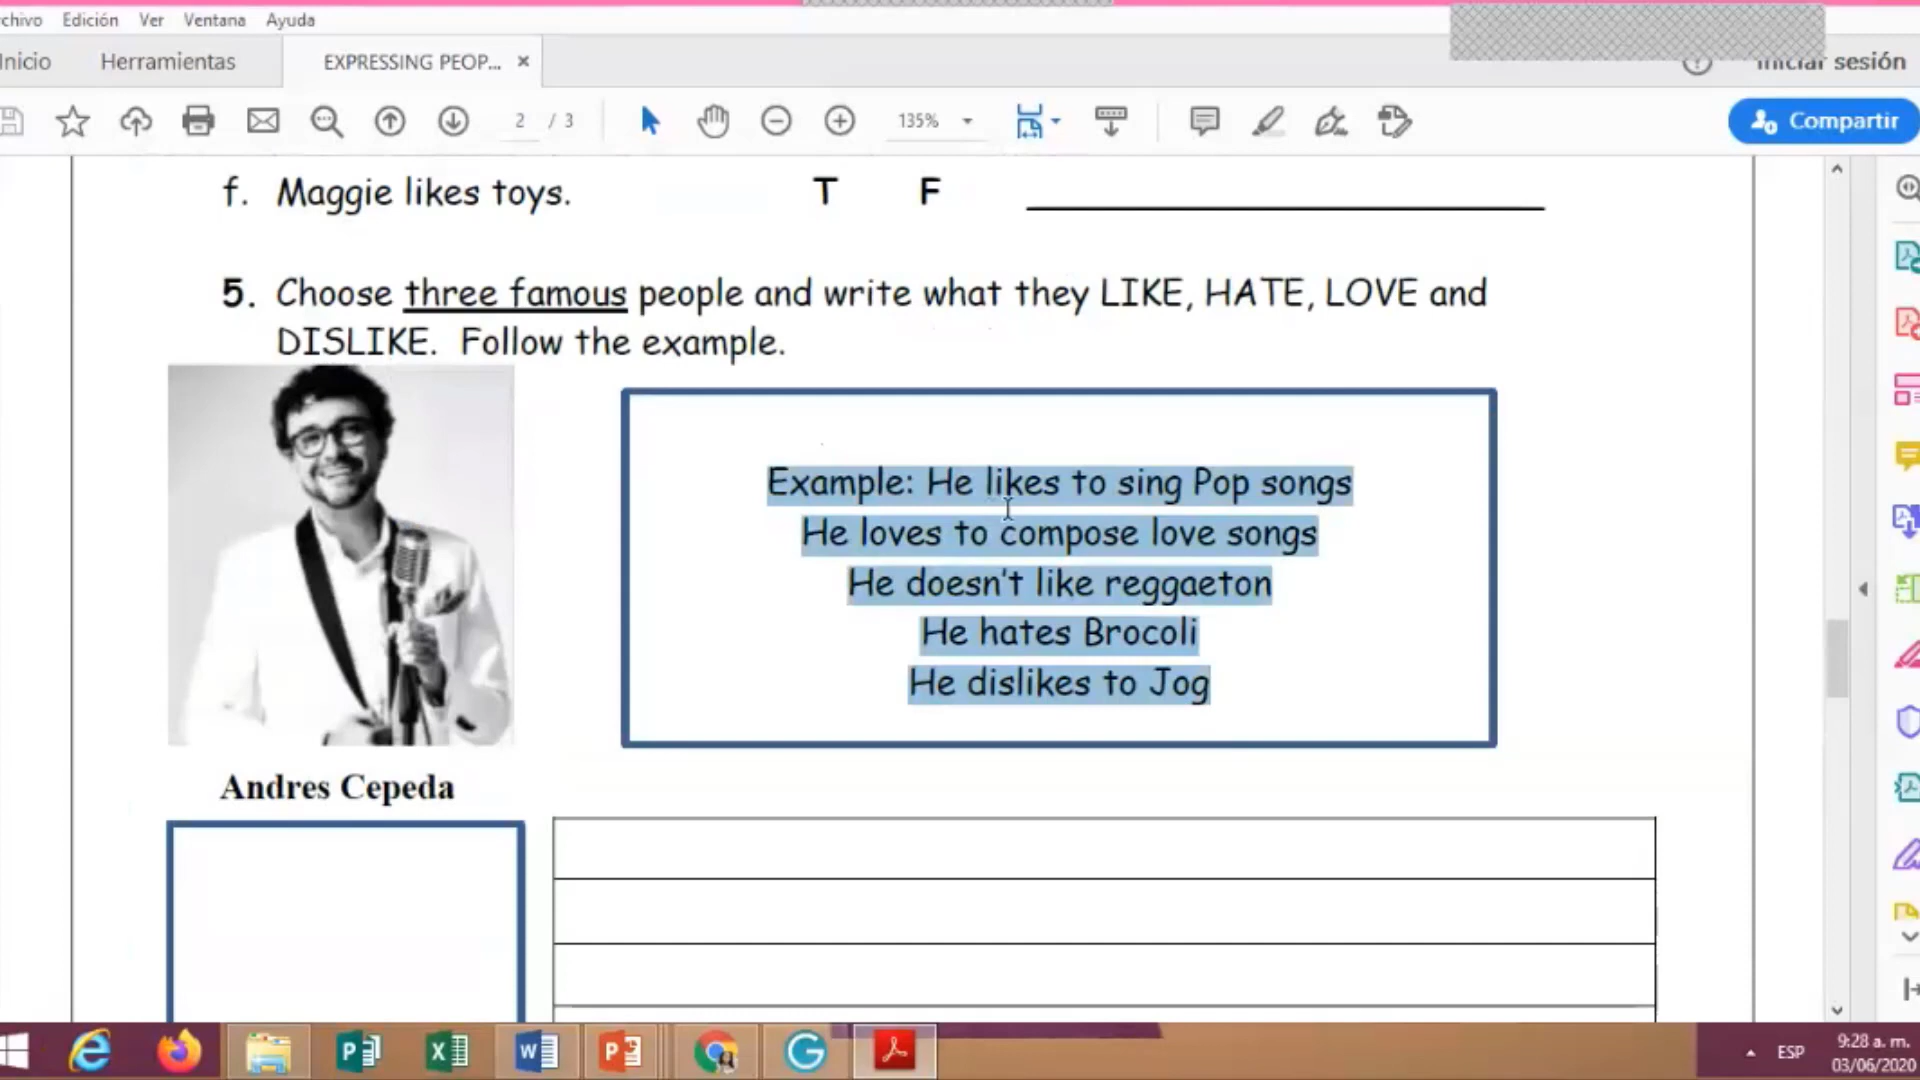 rchivo Edición Ver Ventana Ayuda
Inicio Herramientas EXPRESSING PEOP... × Iniciar sesión
2 / 3 135% Compartir
f. Maggie likes toys. T F
5. Choose three famous people and write what they LIKE, HATE, LOVE and
DISLIKE. Follow the example.
Example: He likes to sing Pop songs
He loves to compose love songs
He doesn't like reggaeton
He hates Brocoli
He dislikes to Jog
Andres Cepeda
ESP 9:28 a. m.
03/06/2020